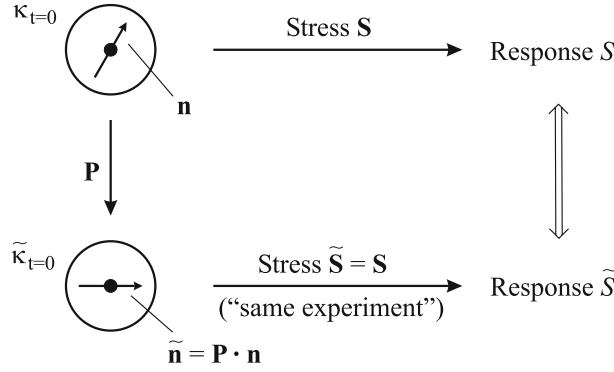 κt=0
Stress S
Response S
n
P
κ̃t=0
Stress S̃ = S
(“same experiment”)
Response S̃
ñ = P · n